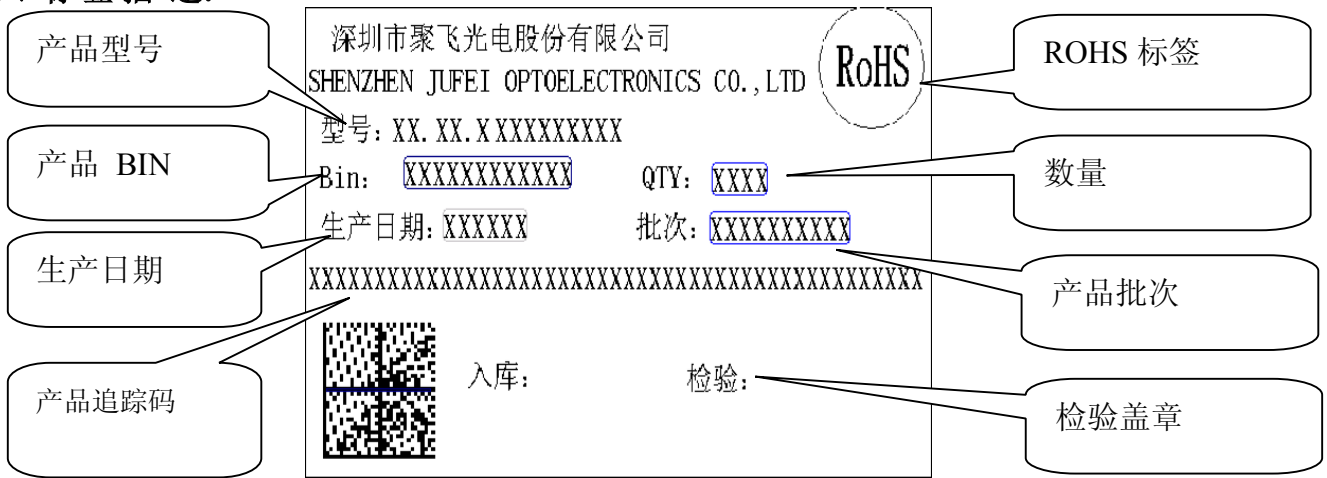 产品型号
深圳市聚飞光电股份有限公司
RoHS
ROHS 标签
SHENZHEN JUFEI OPTOELECTRONICS CO.,LTD
型号: XX. XX. X XXXXXXXXX
产品 BIN
Bin: XXXXXXXXXXXX QTY: XXXX
数量
生产日期: XXXXXX 批次: XXXXXXXXXX
生产日期
产品批次
XXXXXXXXXXXXXXXXXXXXXXXXXXXXXXXXXXXXXXXXXXXX
产品追踪码
入库: 检验:
检验盖章